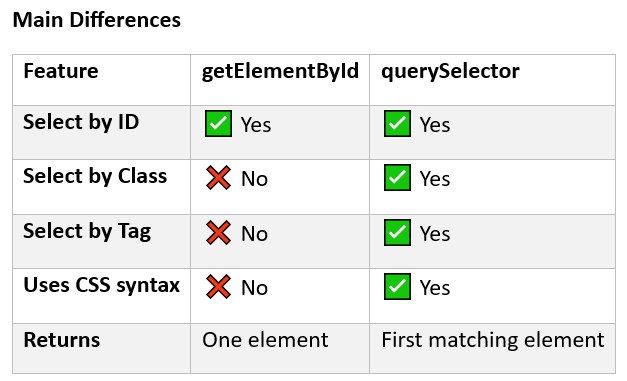 Main Differences
Feature getElementById querySelector
Select by ID ✅ Yes ✅ Yes
Select by Class ❌ No ✅ Yes
Select by Tag ❌ No ✅ Yes
Uses CSS syntax ❌ No ✅ Yes
Returns One element First matching element